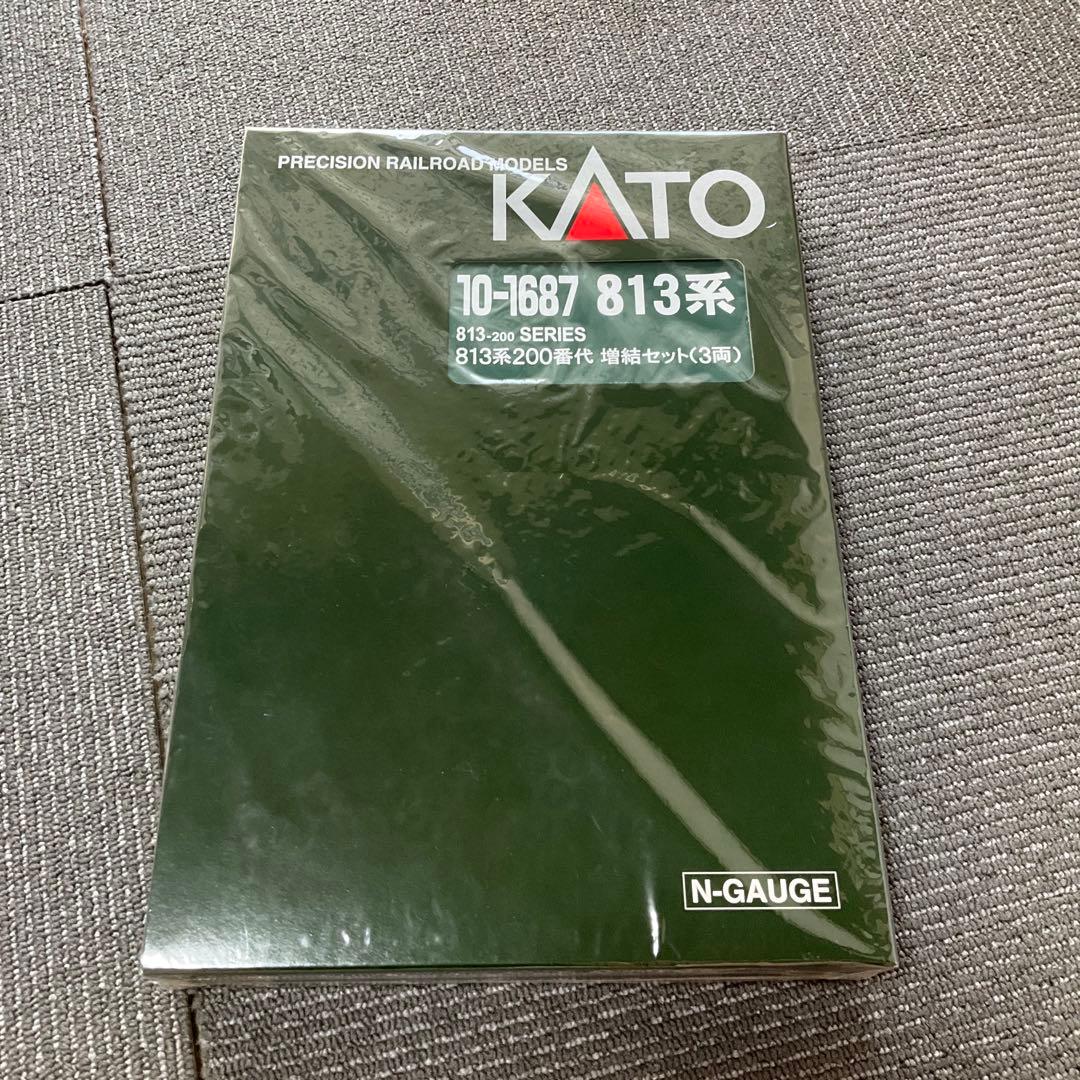 PRECISION RAILROAD MODELS
KATO
10-1687 813系
813-200 SERIES
813系200番代 増結セット(3両)
N-GAUGE